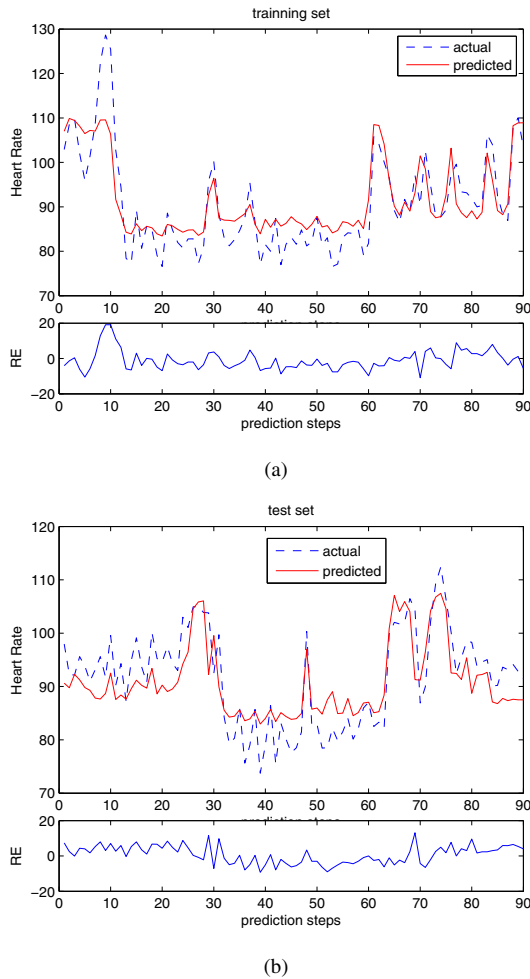 trainning set
130
120
110
100
90
80
70
Heart Rate
actual
predicted
prediction steps
20
0
−20
RE
0 10 20 30 40 50 60 70 80 90
prediction steps
(a)
test set
120
110
100
90
80
70
Heart Rate
actual
predicted
20
0
−20
RE
0 10 20 30 40 50 60 70 80 90
prediction steps
(b)